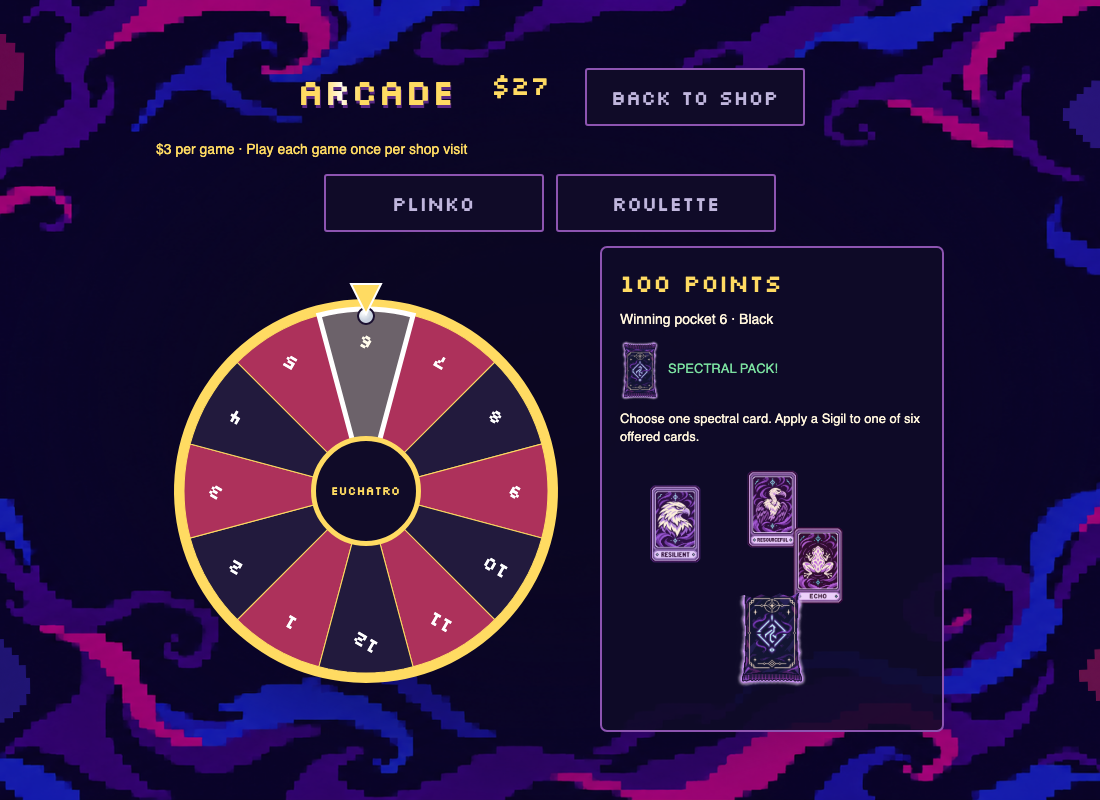 ARCADE
$27
BACK TO SHOP
$3 per game · Play each game once per shop visit
PLINKO
ROULETTE
100 POINTS
Winning pocket 6 · Black
SPECTRAL PACK!
Choose one spectral card. Apply a Sigil to one of six
offered cards.
RESILIENT
RESOURCEFUL
ECHO
6
7
8
9
10
11
12
1
2
3
4
5
EUCHATRO